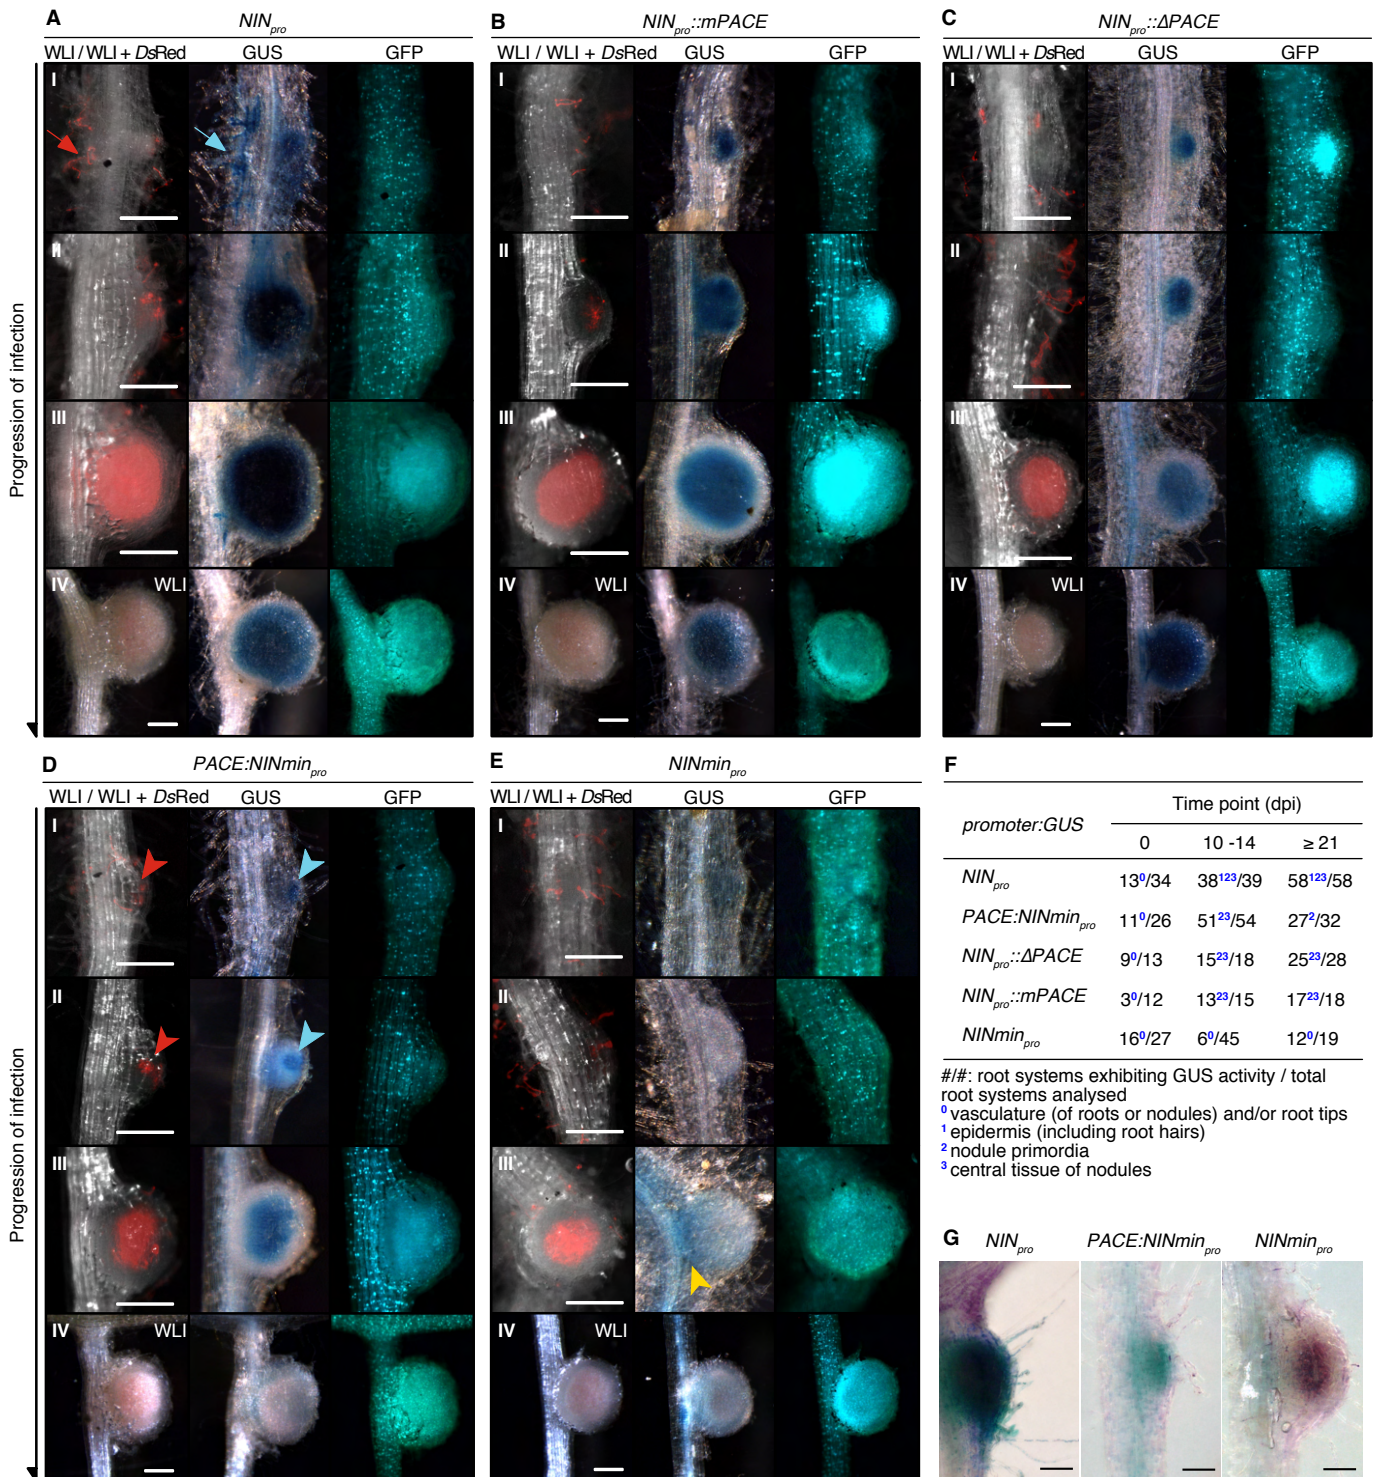 A
NINpro
WLI / WLI + DsRed GUS GFP
I
II
III
IV WLI
Progression of infection
B
NINpro::mPACE
WLI / WLI + DsRed GUS GFP
I
II
III
IV WLI
C
NINpro::ΔPACE
WLI / WLI + DsRed GUS GFP
I
II
III
IV WLI
D
PACE:NINminpro
WLI / WLI + DsRed GUS GFP
I
II
III
IV WLI
Progression of infection
E
NINminpro
WLI / WLI + DsRed GUS GFP
I
II
III
IV WLI
F
Time point (dpi)
promoter:GUS
0 10 -14 ≥ 21
NINpro 13⁰/34 38¹²³/39 58¹²³/58
PACE:NINminpro 11⁰/26 51²³/54 27²/32
NINpro::ΔPACE 9⁰/13 15²³/18 25²³/28
NINpro::mPACE 3⁰/12 13²³/15 17²³/18
NINminpro 16⁰/27 6⁰/45 12⁰/19
#/#: root systems exhibiting GUS activity / total
root systems analysed
⁰ vasculature (of roots or nodules) and/or root tips
¹ epidermis (including root hairs)
² nodule primordia
³ central tissue of nodules
G
NINpro PACE:NINminpro NINminpro